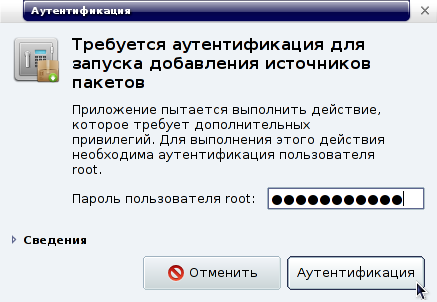 Аутентификация
Требуется аутентификация для
запуска добавления источников
пакетов
Приложение пытается выполнить действие,
которое требует дополнительных
привилегий. Для выполнения этого действия
необходима аутентификация пользователя
root.
Пароль пользователя root: ●●●●●●●●●●●
Сведения
Отменить Аутентификация